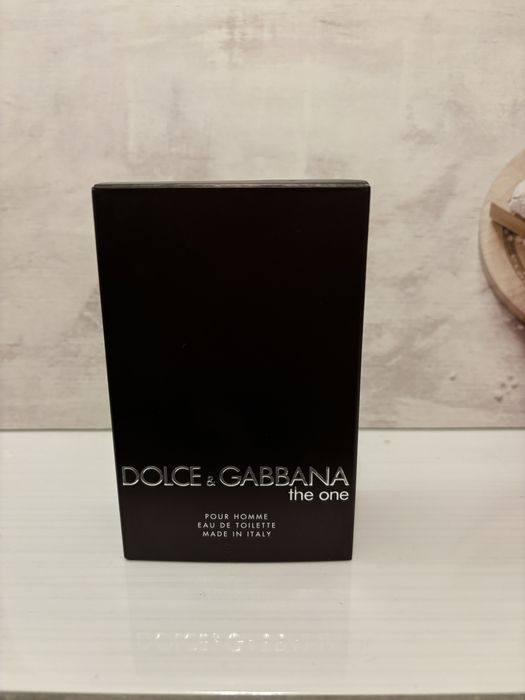 DOLCE & GABBANA
the one
POUR HOMME
EAU DE TOILETTE
MADE IN ITALY